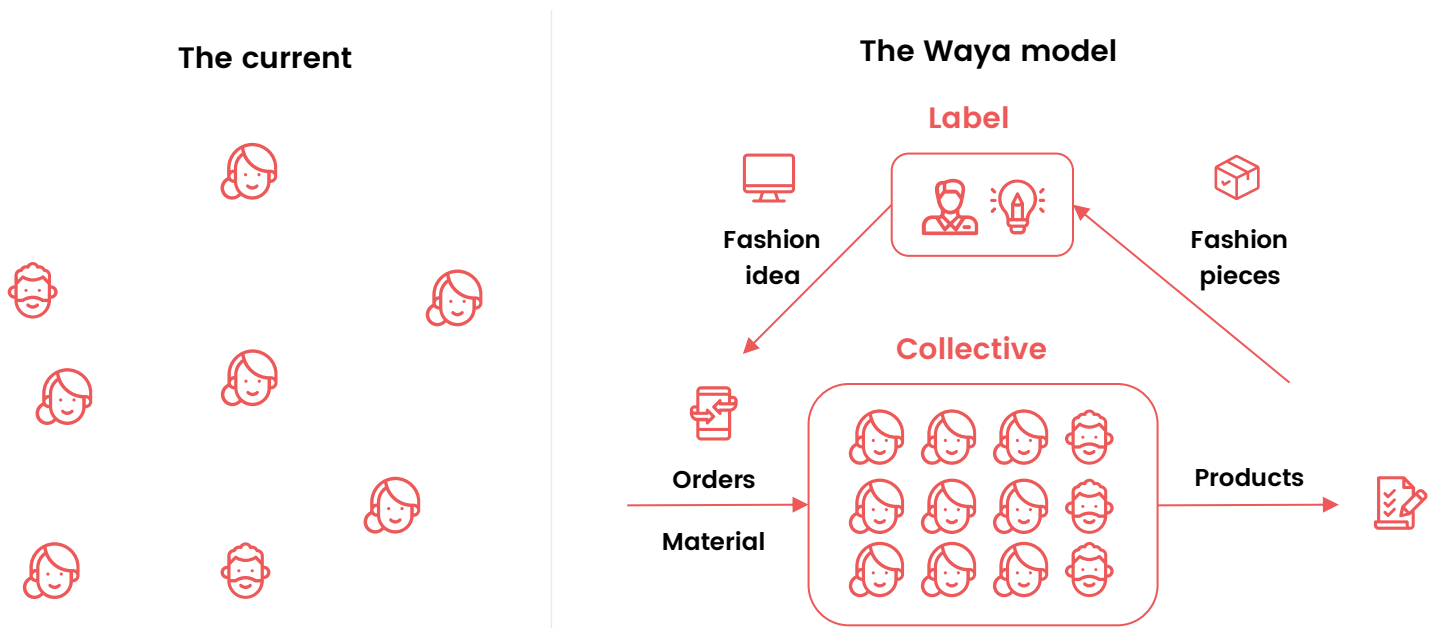 The current
The Waya model
Label
Fashion
idea
Fashion
pieces
Collective
Orders
Material
Products